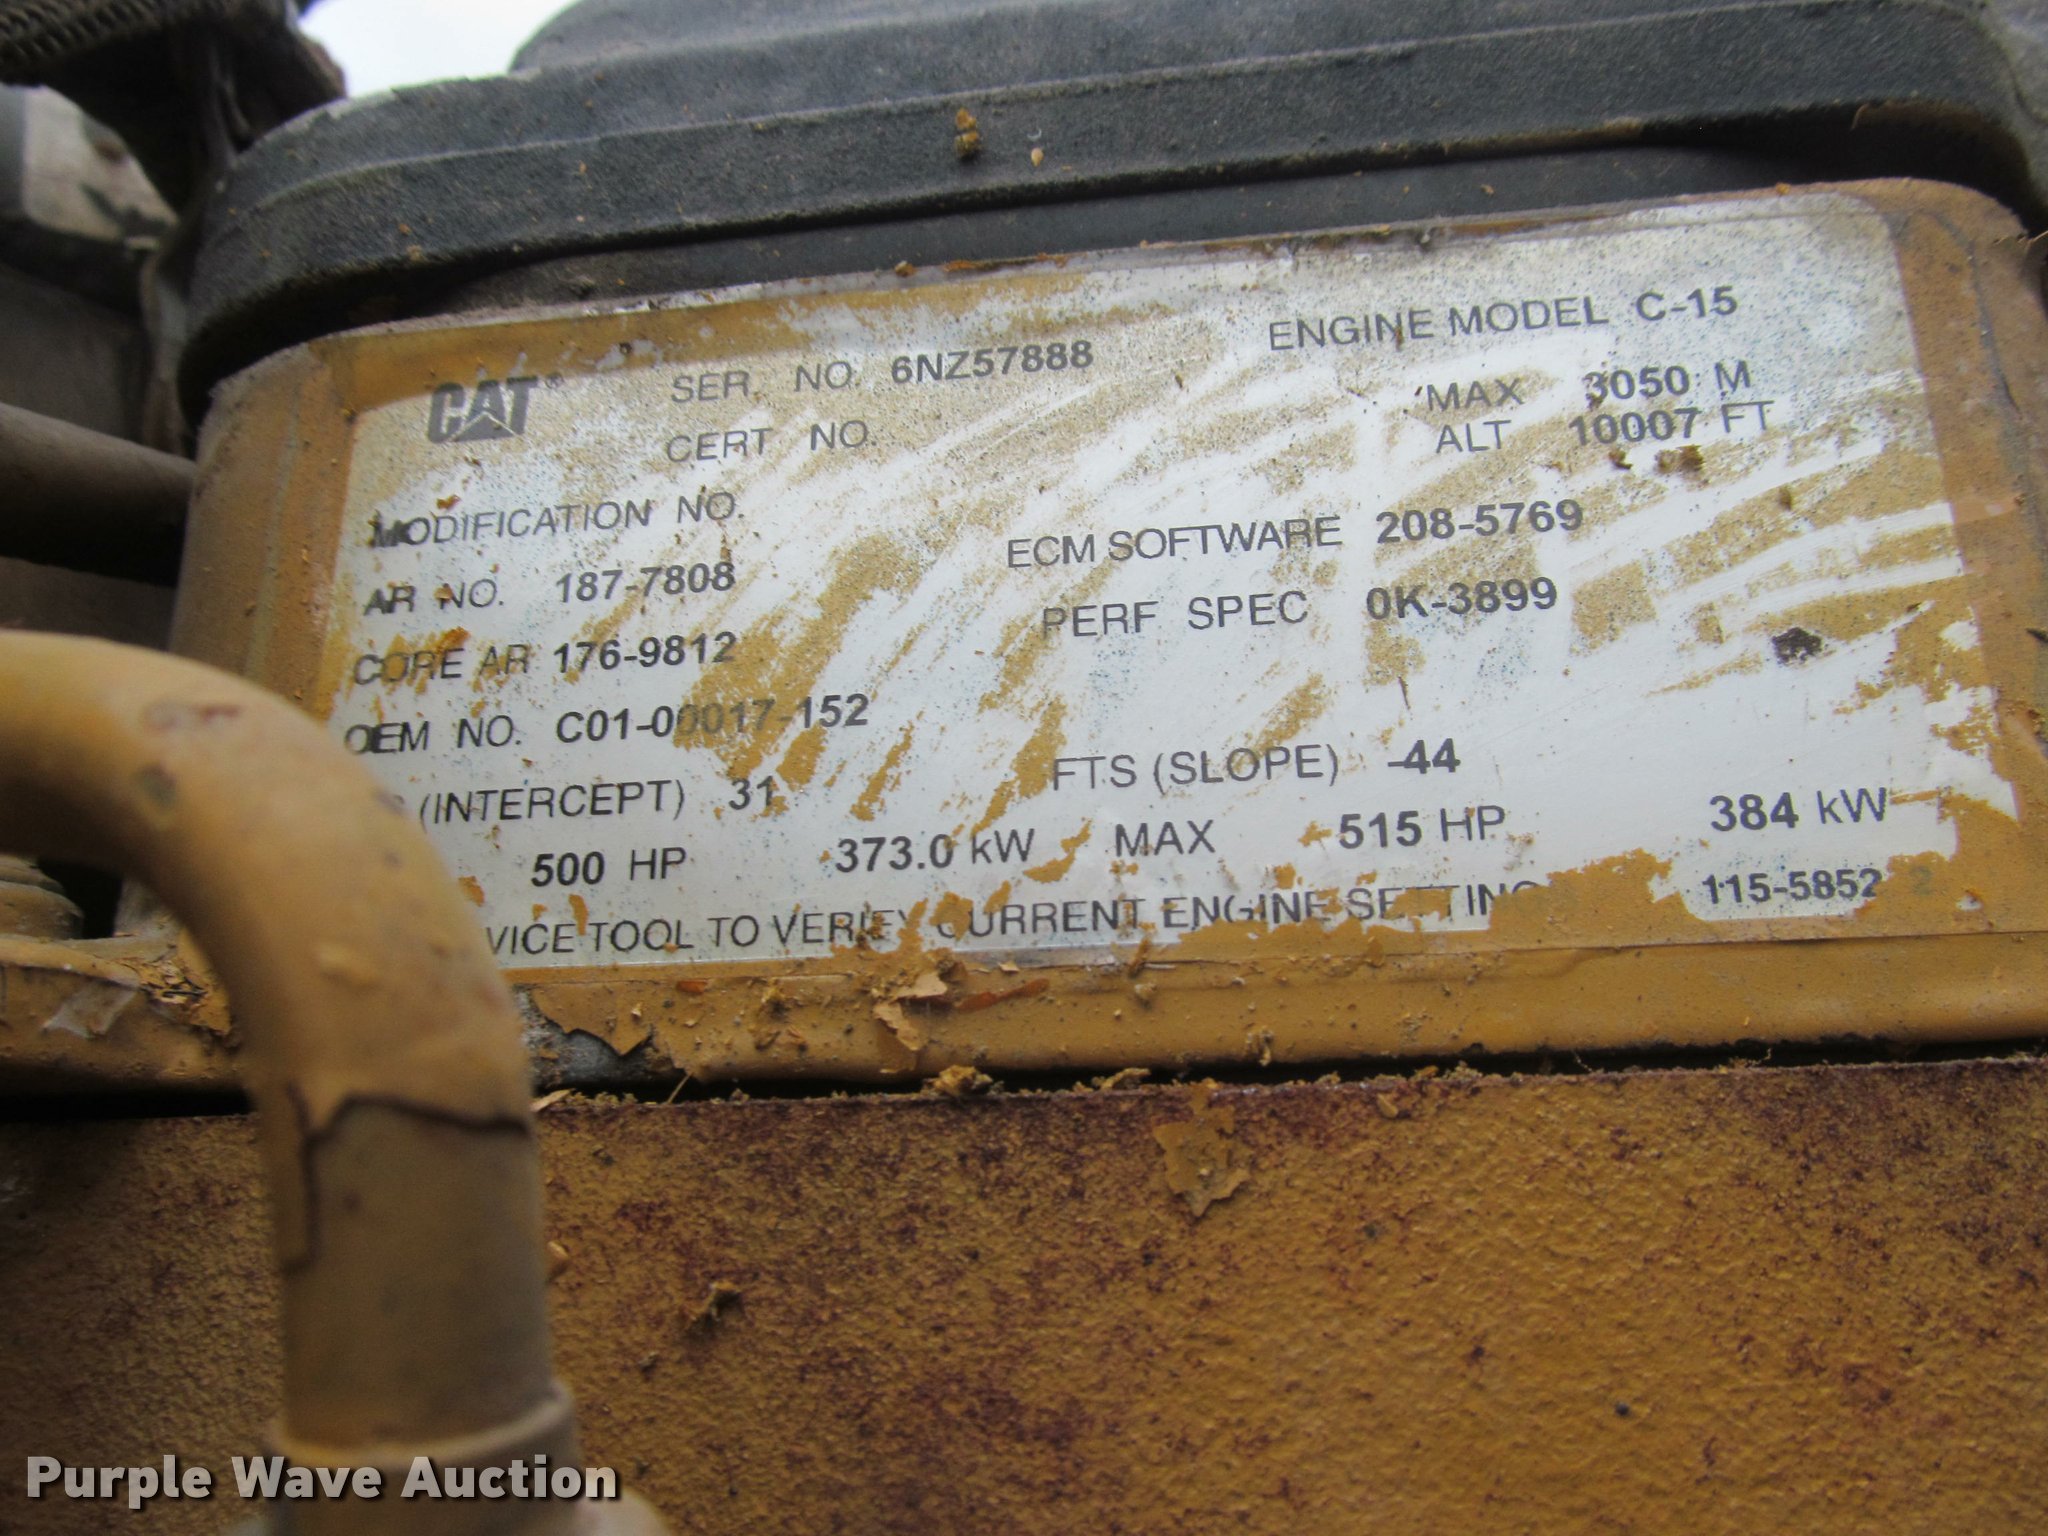 CAT® SER. NO. 6NZ57888 ENGINE MODEL C-15
CERT NO. MAX 3050 M
ALT 10007 FT
MODIFICATION NO.
ECM SOFTWARE 208-5769
AR NO. 187-7808
PERF SPEC 0K-3899
CORE AR 176-9812
OEM NO. C01-00017-152
(INTERCEPT) 31 FTS (SLOPE) -44
500 HP 373.0 kW MAX 515 HP 384 kW
VICE TOOL TO VERIFY CURRENT ENGINE SETTING 115-5852 2
Purple Wave Auction